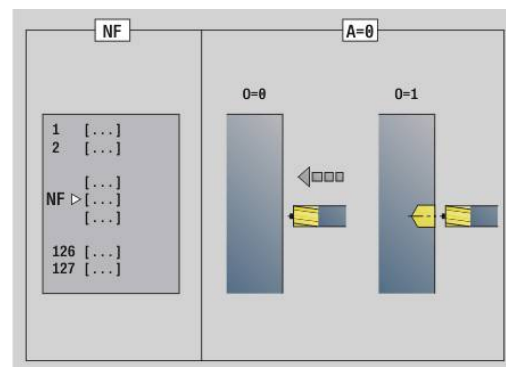 NF
A=0
O=0
O=1
1 [...]
2 [...]
[...]
NF [...]
[...]
126 [...]
127 [...]